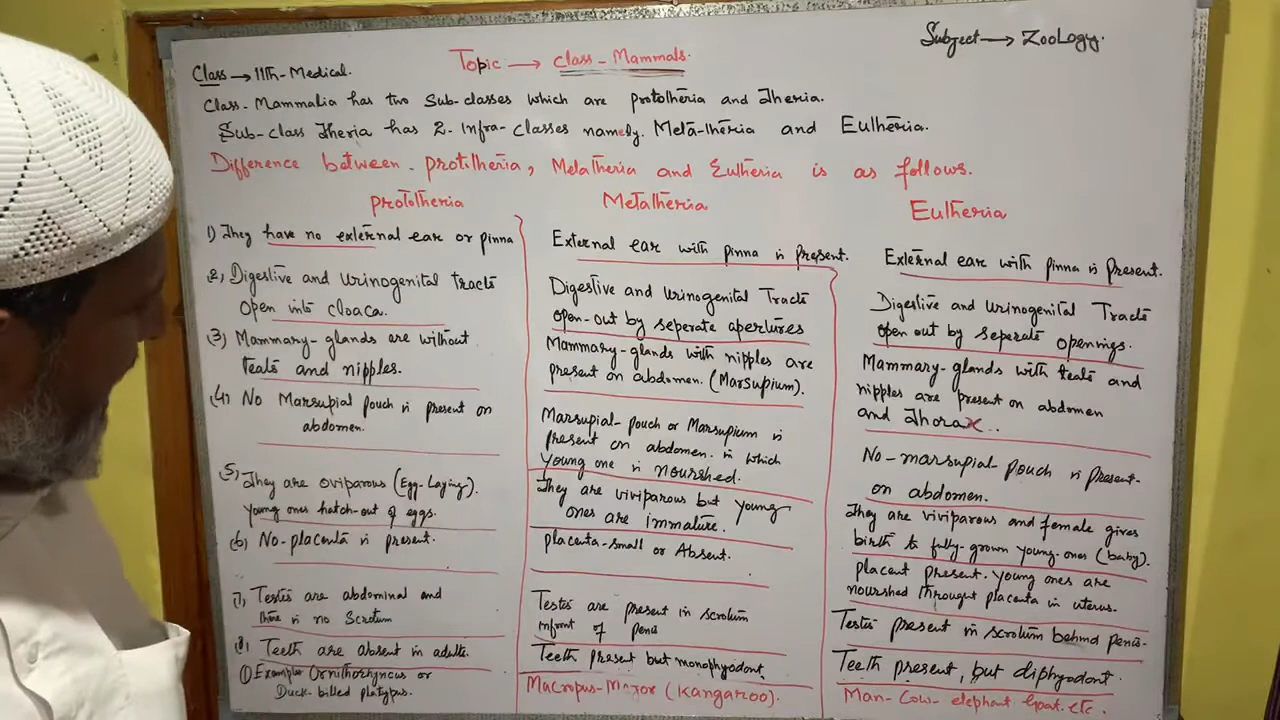 Subject → Zoology.
Class → 11th-Medical.
Topic → Class-Mammals.
Class-Mammalia has two Sub-classes which are prototheria and Theria.
Sub-class Theria has 2-Infra-Classes namely. Meta-theria and Eutheria.
Difference between-prototheria, Metatheria and Eutheria is as follows.
prototheria
1) They have no external ear or pinna
2) Digestive and Urinogenital tracts
open into cloaca.
(3) Mammary-glands are without
teats and nipples.
(4) No Marsupial pouch is present on
abdomen.
(5) They are oviparous (Egg-Laying).
young ones hatch-out of eggs.
(6) No-placenta is present.
7) Testes are abdominal and
there is no Scrotum
(8) Teeth are absent in adults.
Example Ornithorhyncus or
Duck-billed platypus.
Metatheria
External ear with pinna is present.
Digestive and Urinogenital Tracts
open-out by seperate apertures
Mammary-glands with nipples are
present on abdomen. (Marsupium).
Marsupial-pouch or Marsupium is
present on abdomen. in which
young one is nourshed.
They are viviparous but young
ones are immature.
placenta-small or Absent.
Testes are present in scrotum
infront of penis
Teeth Present but monophyodont
Macropus-Major (Kangaroo).
Eutheria
External ear with pinna is Present.
Digestive and Urinogenital Tracts
open out by seperate openings.
Mammary-glands with teats and
nipples are present on abdomen
and Thorax..
No-marsupial pouch is present-
on abdomen.
They are viviparous and female gives
birth to fully-grown young-ones (baby).
placent present. Young ones are
nourshed throught placenta in uterus.
Testes present in scrotum behind penis-
Teeth present, but diphyodont.
Man-Cow-elephant Goat.etc.